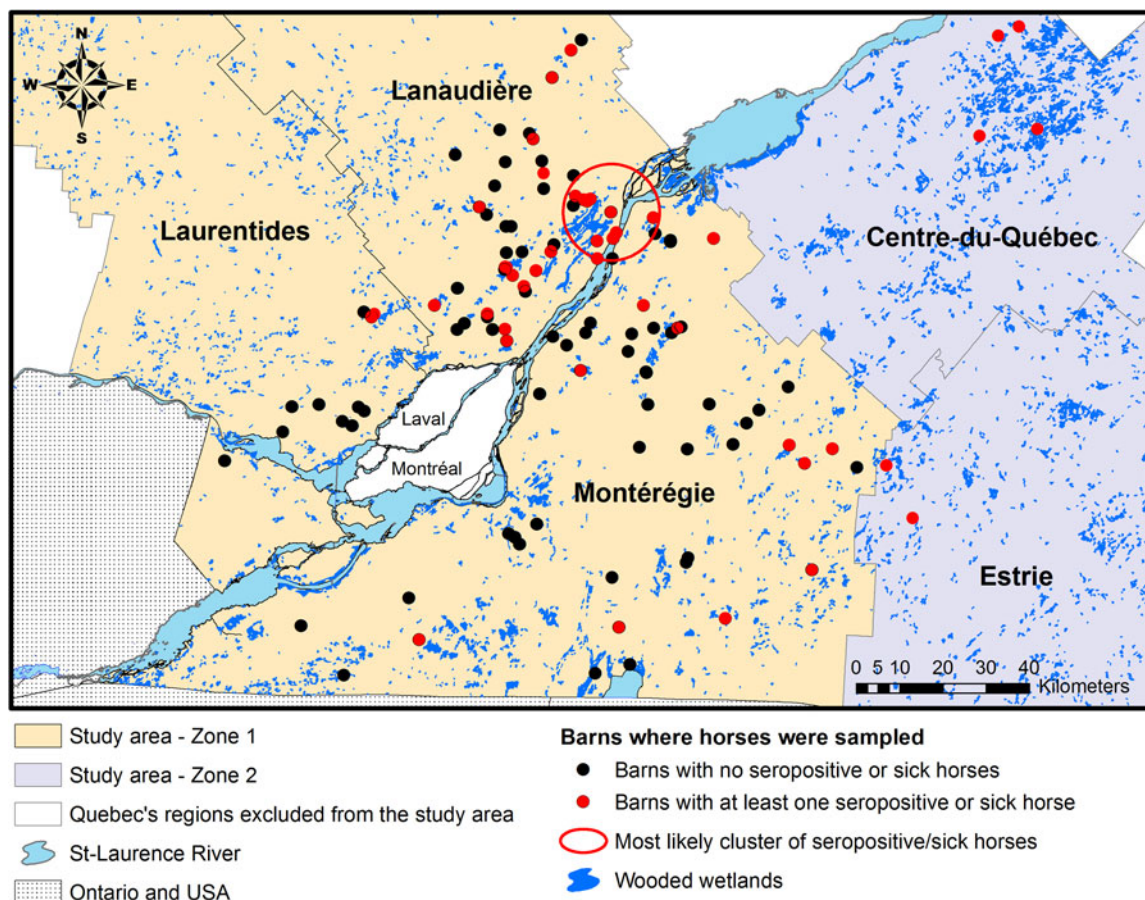 N
W E
S
Lanaudière
Laurentides
Centre-du-Québec
Laval
Montréal
Montérégie
Estrie
0 5 10 20 30 40
Kilometers
Study area - Zone 1
Study area - Zone 2
Quebec's regions excluded from the study area
St-Laurence River
Ontario and USA
Barns where horses were sampled
Barns with no seropositive or sick horses
Barns with at least one seropositive or sick horse
Most likely cluster of seropositive/sick horses
Wooded wetlands